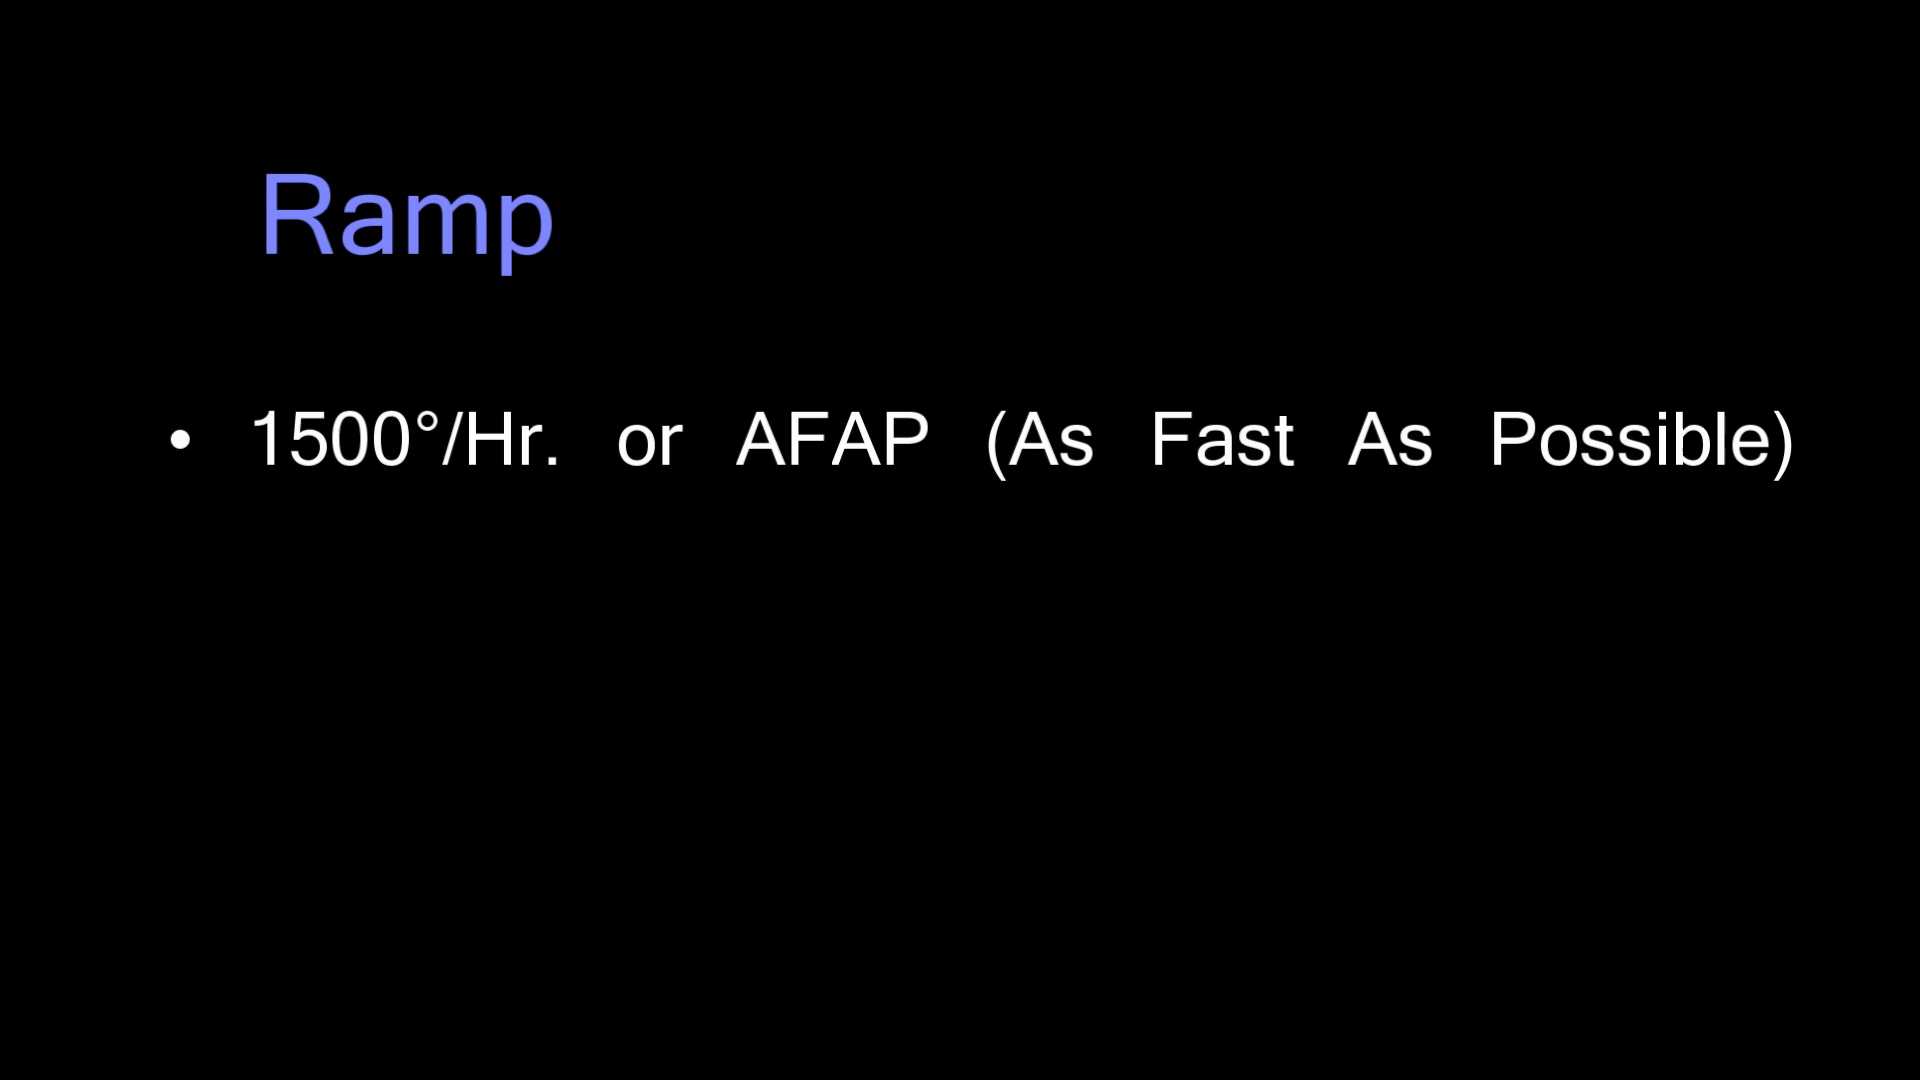 Ramp
• 1500°/Hr. or AFAP (As Fast As Possible)